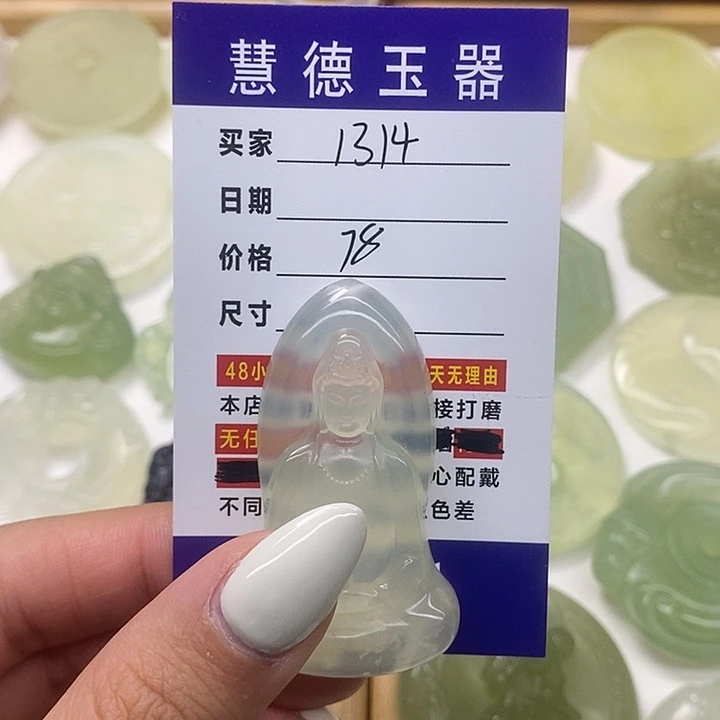 慧德玉器
买家 1314
日期
价格 78
尺寸
48小 天无理由
本店 接打磨
无任
心配戴
不同 色差